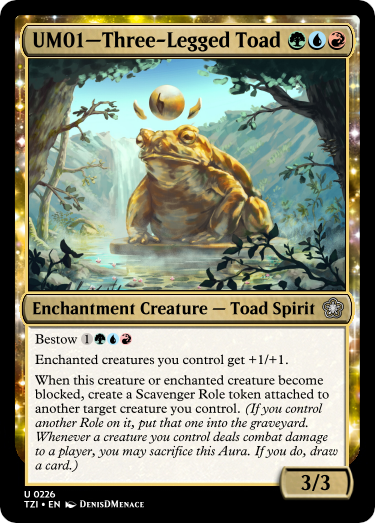 UM01—Three-Legged Toad
Enchantment Creature — Toad Spirit
Bestow 1
Enchanted creatures you control get +1/+1.
When this creature or enchanted creature become
blocked, create a Scavenger Role token attached to
another target creature you control. (If you control
another Role on it, put that one into the graveyard.
Whenever a creature you control deals combat damage
to a player, you may sacrifice this Aura. If you do, draw
a card.)
3/3
U 0226
TZI • EN DenisDMenace